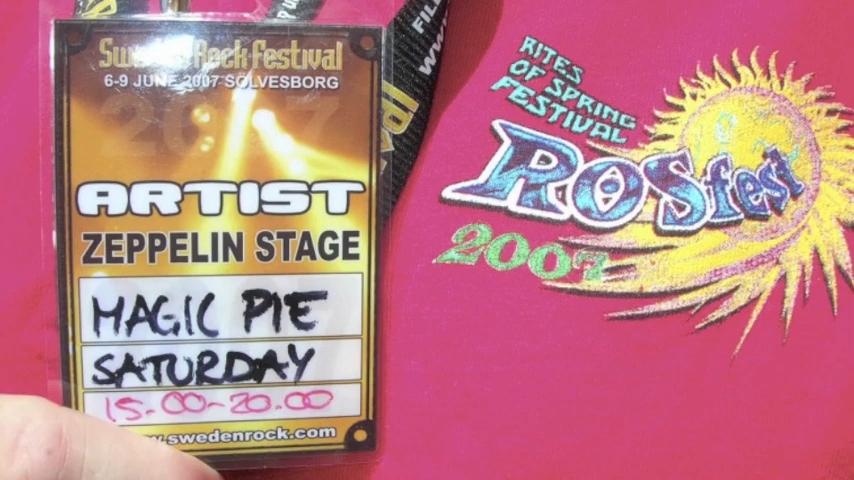 Sweden Rock Festival
6-9 JUNE 2007 SÖLVESBORG
2007
ARTIST
ZEPPELIN STAGE
MAGIC PIE
SATURDAY
15.00-20.00
www.swedenrock.com
RITES
OF SPRING
FESTIVAL
ROSfest
2007